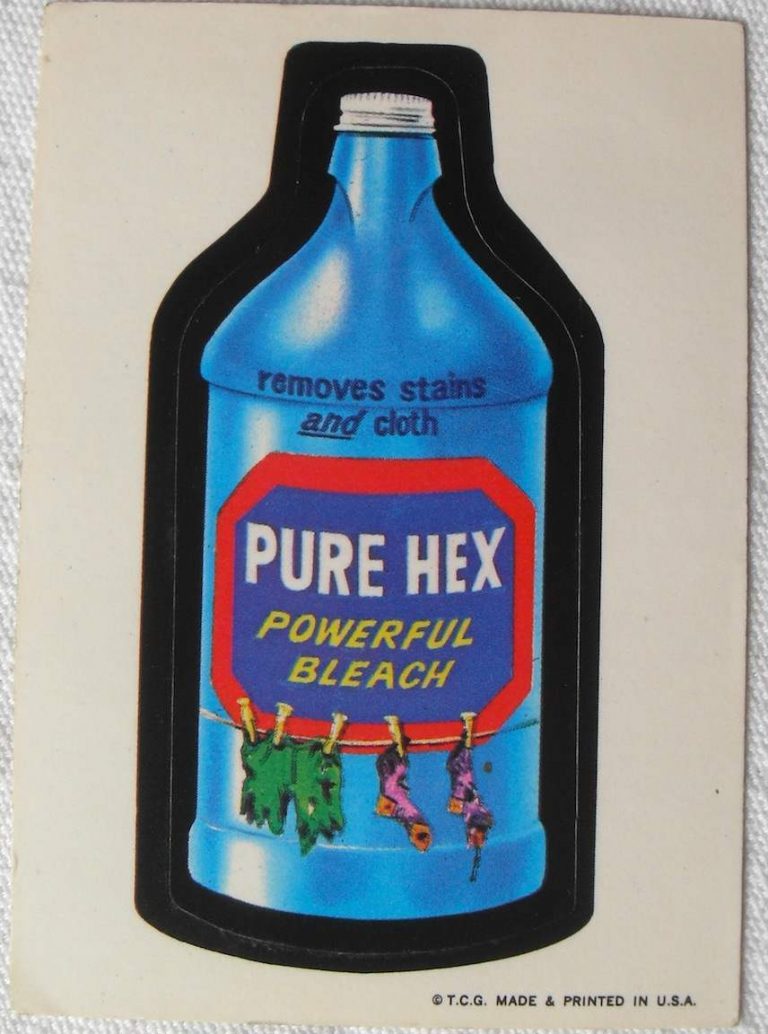 removes stains
and cloth
PURE HEX
POWERFUL
BLEACH
© T.C.G. MADE & PRINTED IN U.S.A.